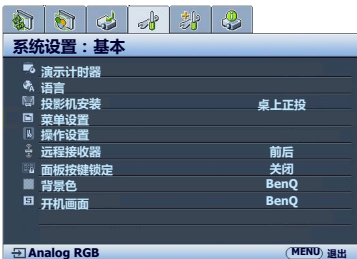 系统设置：基本
演示计时器
语言
投影机安装 桌上正投
菜单设置
操作设置
远程接收器 前后
面板按键锁定 关闭
背景色 BenQ
开机画面 BenQ
Analog RGB MENU 退出